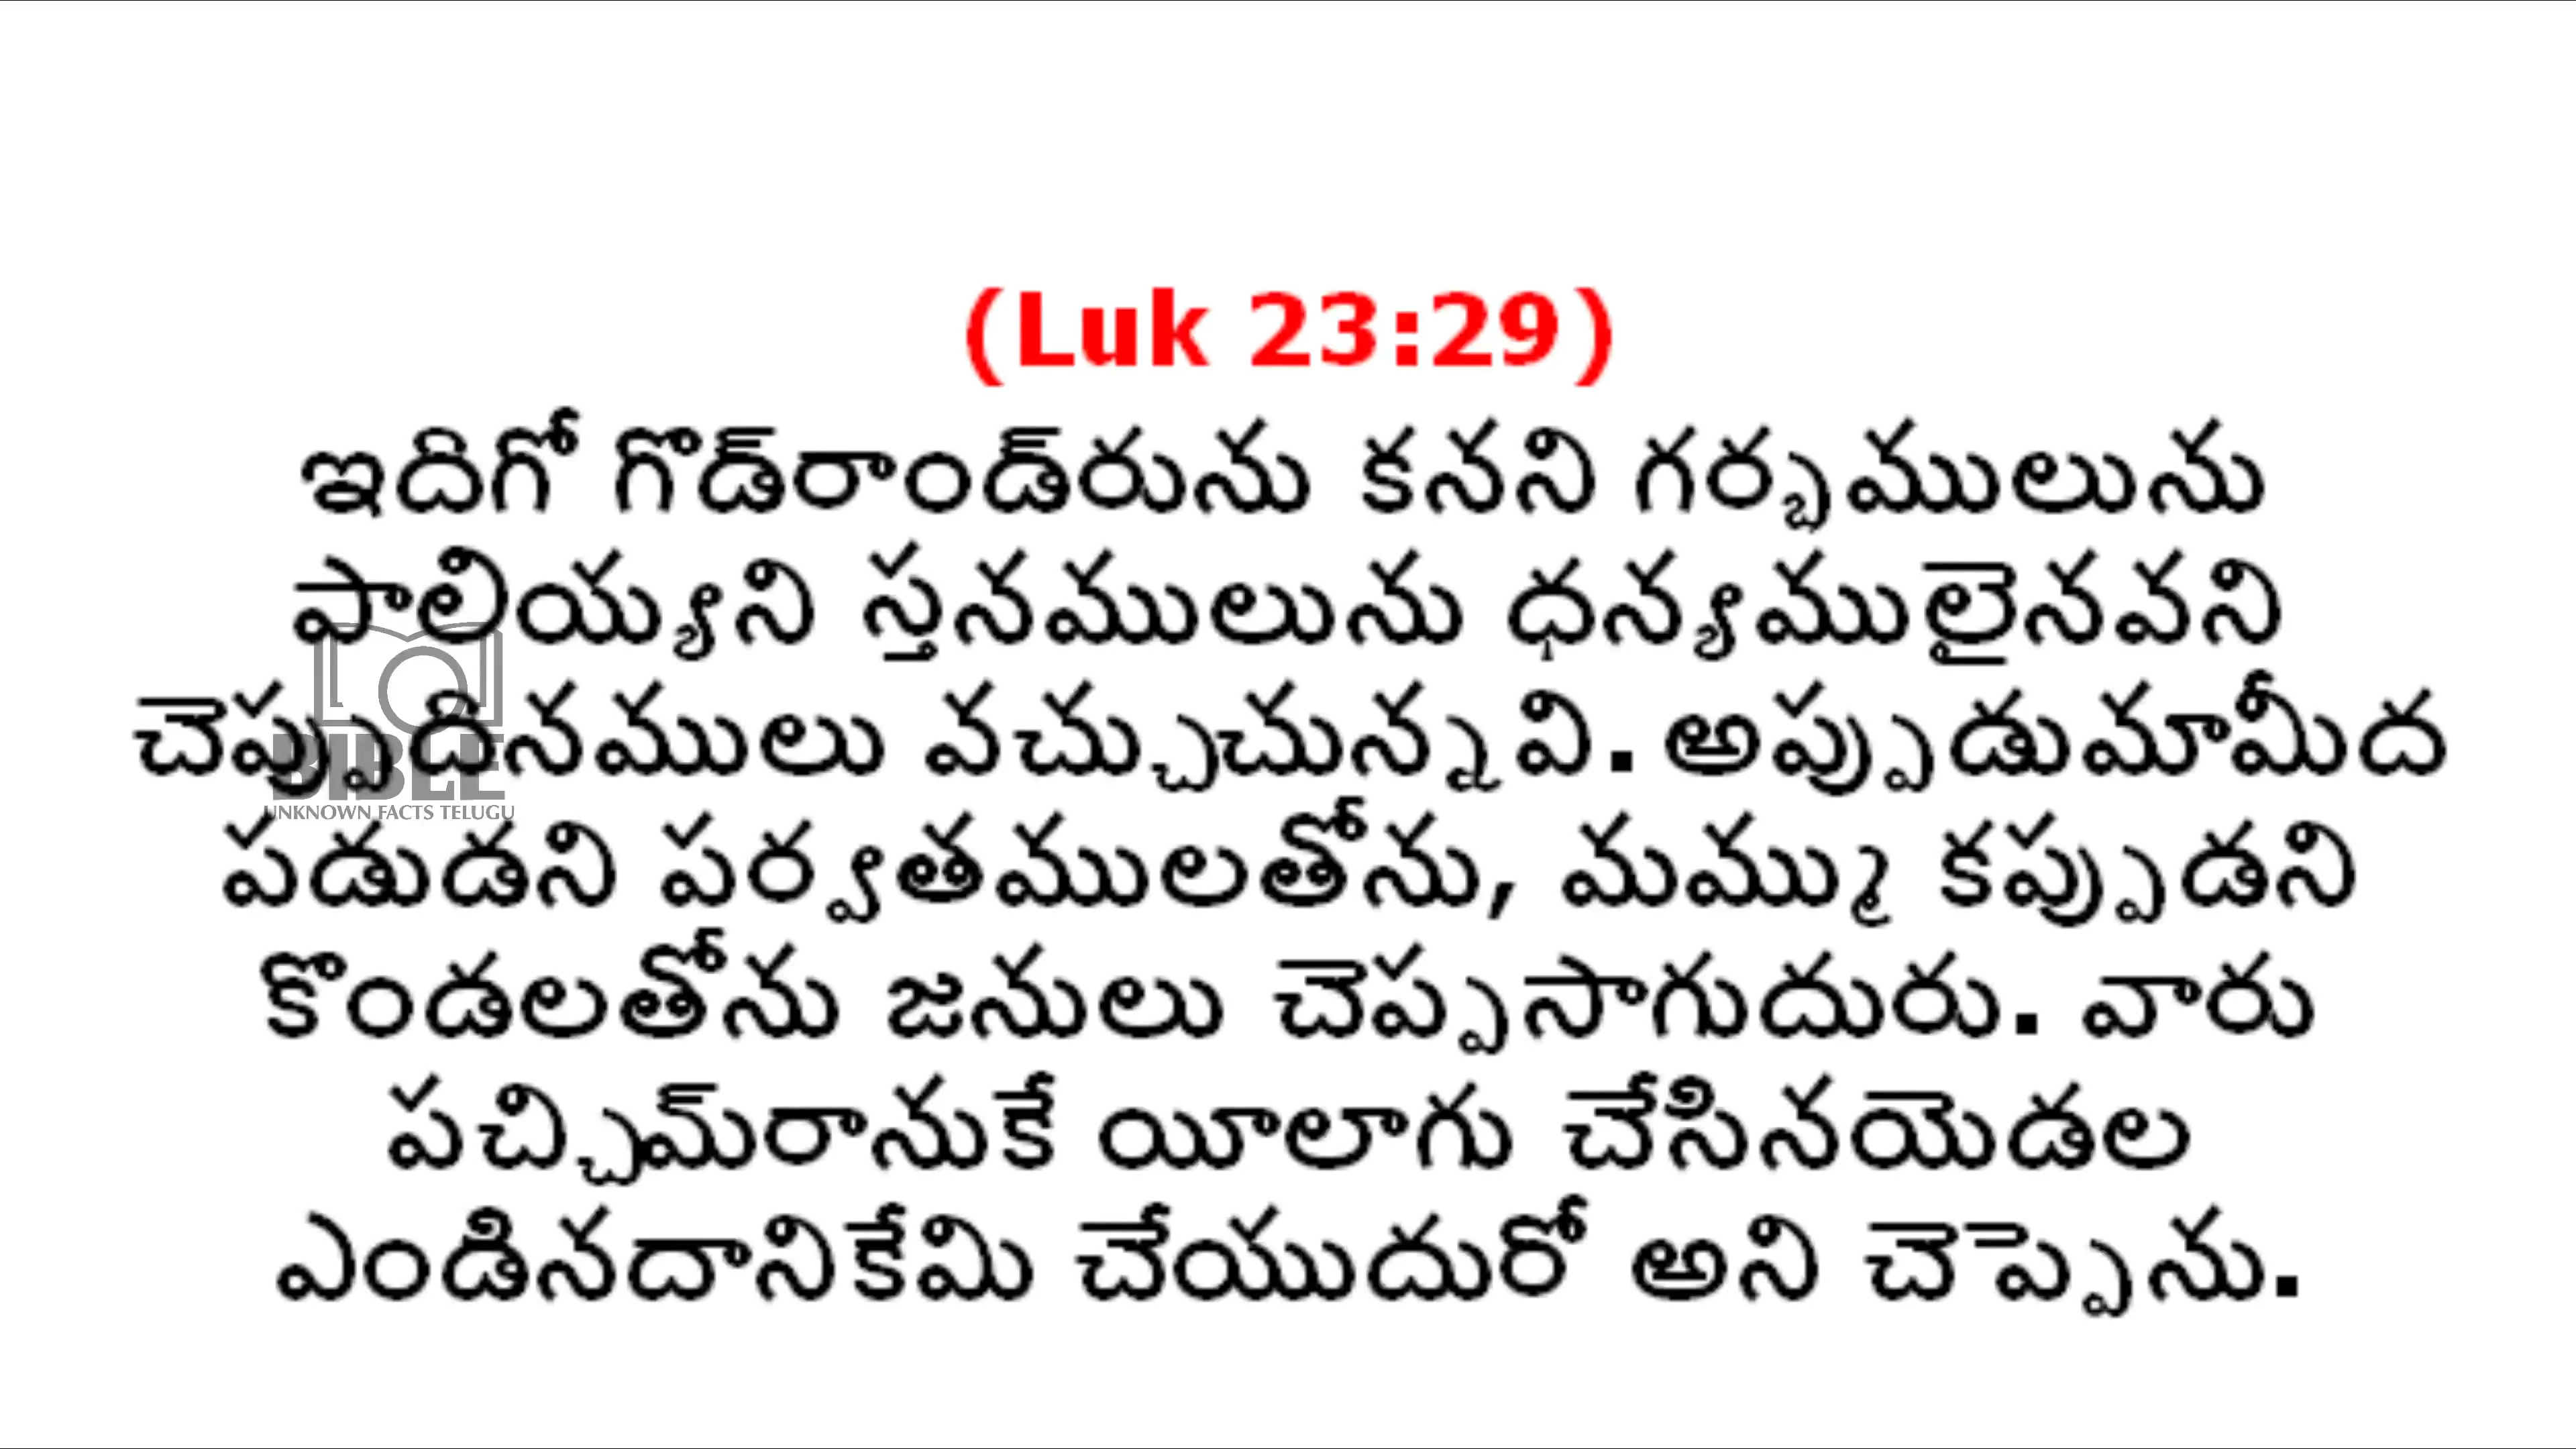 (Luk 23:29)
ఇదిగో గొడ్‌రాండ్‌రును కనని గర్భములును
పాలియ్యని స్తనములును ధన్యములైనవని
చెప్పుదినములు వచ్చుచున్నవి. అప్పుడుమామీద
పడుడని పర్వతములతోను, మమ్ము కప్పుడని
కొండలతోను జనులు చెప్పసాగుదురు. వారు
పచ్చిమ్‌రానుకే యీలాగు చేసినయెడల
ఎండినదానికేమి చేయుదురో అని చెప్పెను.
BIBLE
UNKNOWN FACTS TELUGU